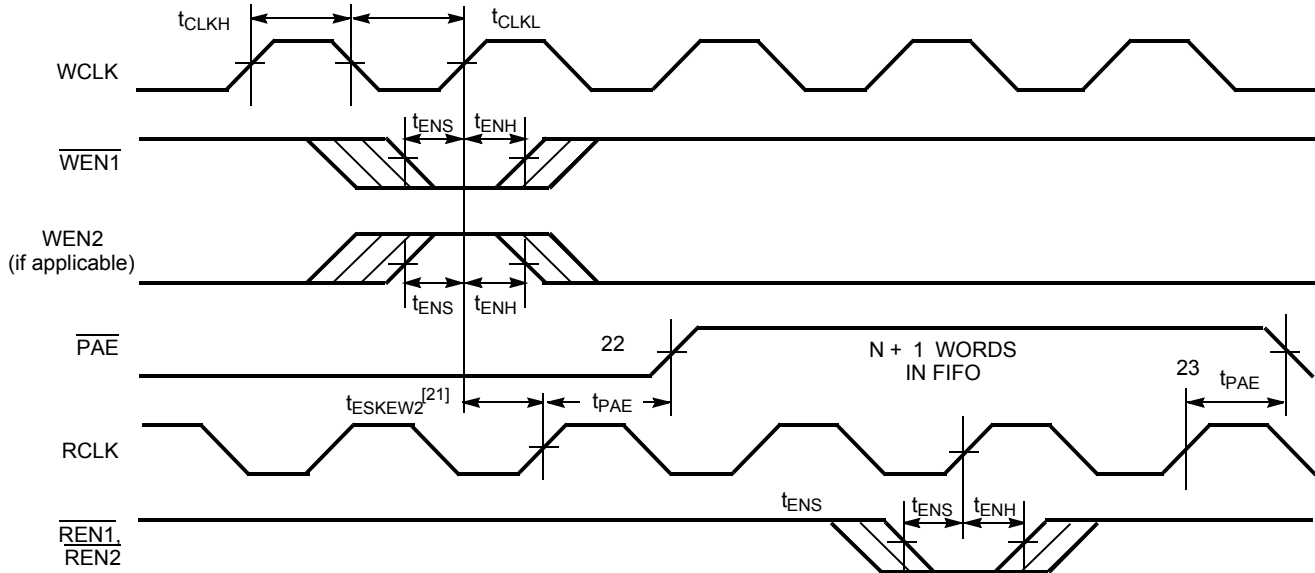 tCLKH
tCLKL
WCLK
tENS
tENH
WEN1
WEN2
(if applicable)
tENS
tENH
PAE
22
N + 1 WORDS
IN FIFO
23
tPAE
tESKEW2[21]
tPAE
RCLK
tENS
tENS
tENH
REN1,
REN2